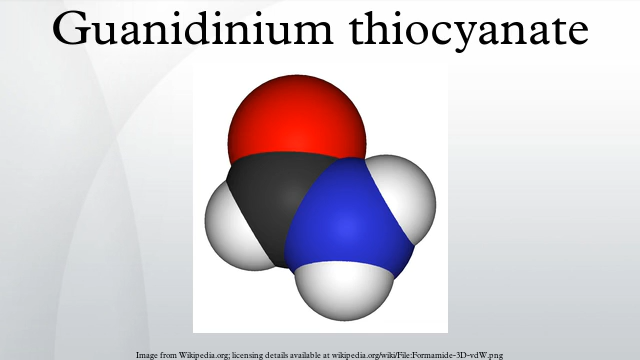 Guanidinium thiocyanate
Image from Wikipedia.org; licensing details available at wikipedia.org/wiki/File:Formamide-3D-vdW.png